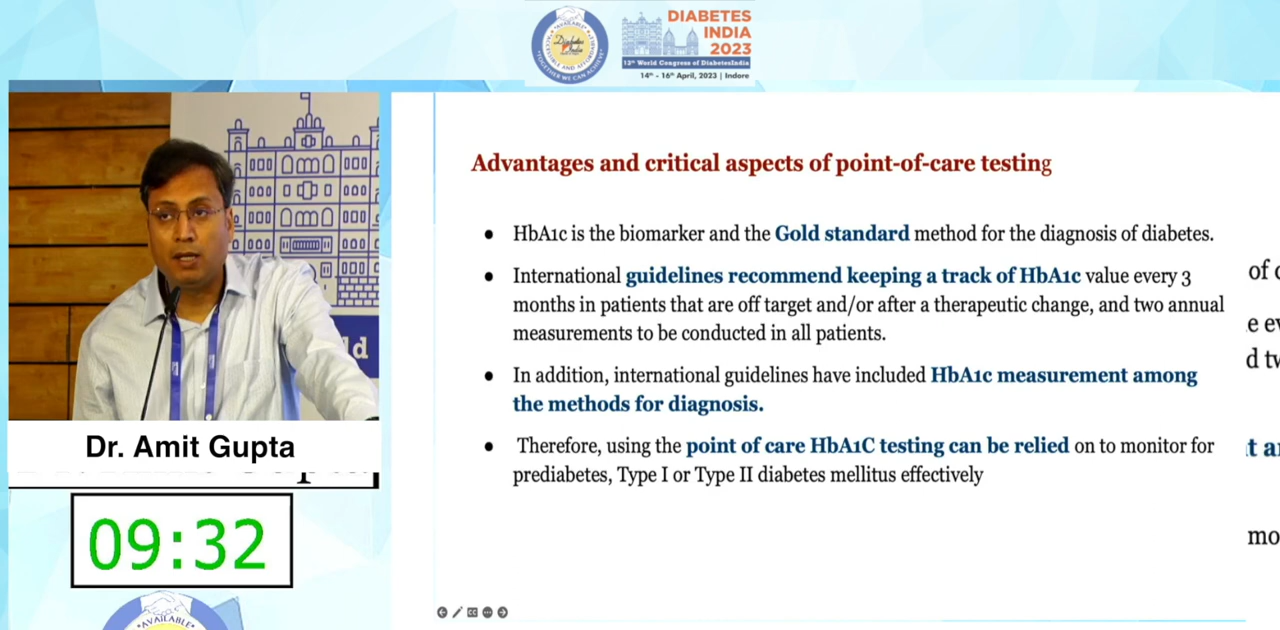 DIABETES
INDIA
2023
13th World Congress of DiabetesIndia
14th - 16th April, 2023 | Indore
Advantages and critical aspects of point-of-care testing
• HbA1c is the biomarker and the Gold standard method for the diagnosis of diabetes.
• International guidelines recommend keeping a track of HbA1c value every 3
months in patients that are off target and/or after a therapeutic change, and two annual
measurements to be conducted in all patients.
• In addition, international guidelines have included HbA1c measurement among
the methods for diagnosis.
• Therefore, using the point of care HbA1C testing can be relied on to monitor for
prediabetes, Type I or Type II diabetes mellitus effectively
of
d
Dr. Amit Gupta
09:32
AVAILABLE